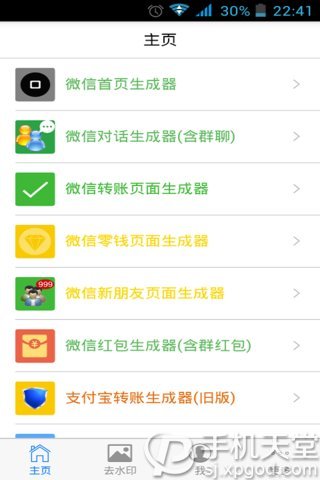 30% 22:41
主页
微信首页生成器
微信对话生成器(含群聊)
微信转账页面生成器
微信零钱页面生成器
999
微信新朋友页面生成器
微信红包生成器(含群红包)
支付宝转账生成器(旧版)
主页 去水印 我
手机天堂
sj.xpgod.com